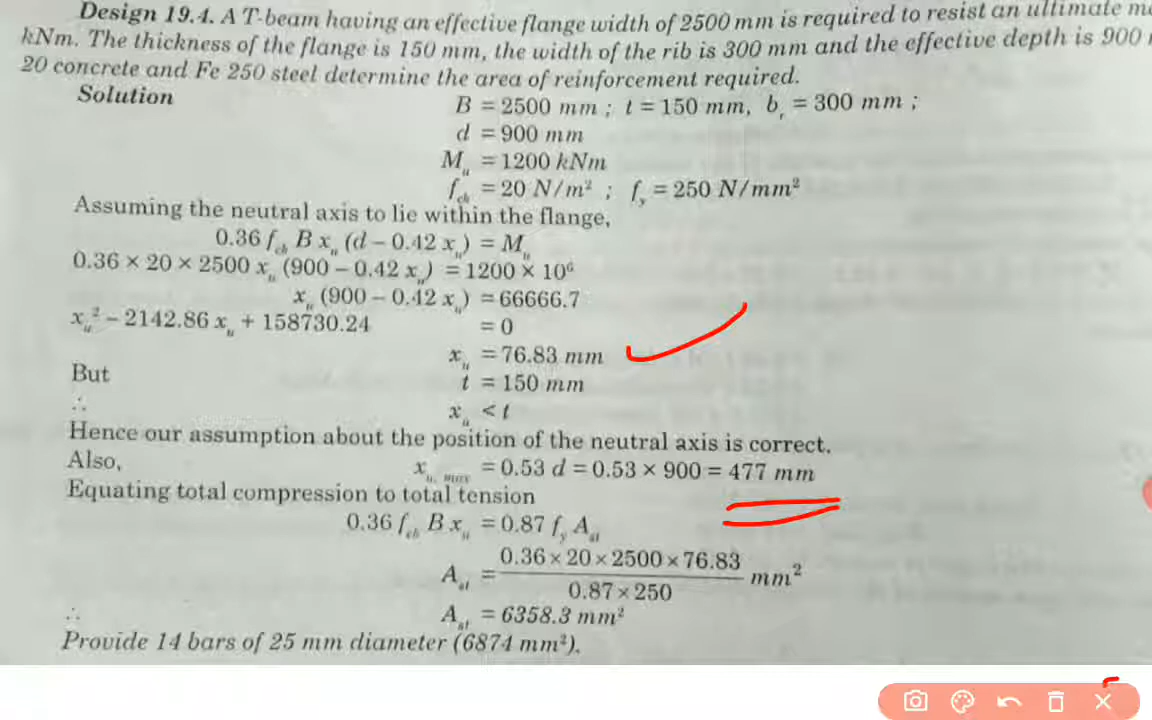 Design 19.4. A T-beam having an effective flange width of 2500 mm is required to resist an ultimate
kNm. The thickness of the flange is 150 mm, the width of the rib is 300 mm and the effective depth is 900
20 concrete and Fe 250 steel determine the area of reinforcement required.
Solution
B = 2500 mm ; t = 150 mm, b_r = 300 mm ;
d = 900 mm
M_u = 1200 kNm
f_ck = 20 N/m² ; f_y = 250 N/mm²
Assuming the neutral axis to lie within the flange,
0.36 f_ck B x_u (d – 0.42 x_u) = M_u
0.36 × 20 × 2500 x_u (900 – 0.42 x_u) = 1200 × 10⁶
x_u (900 – 0.42 x_u) = 66666.7
x_u² – 2142.86 x_u + 158730.24 = 0
x_u = 76.83 mm
But t = 150 mm
∴ x_u < t
Hence our assumption about the position of the neutral axis is correct.
Also, x_u, max = 0.53 d = 0.53 × 900 = 477 mm
Equating total compression to total tension
0.36 f_ck B x_u = 0.87 f_y A_st
A_st = 0.36 × 20 × 2500 × 76.83 / 0.87 × 250 mm²
∴ A_st = 6358.3 mm²
Provide 14 bars of 25 mm diameter (6874 mm²).